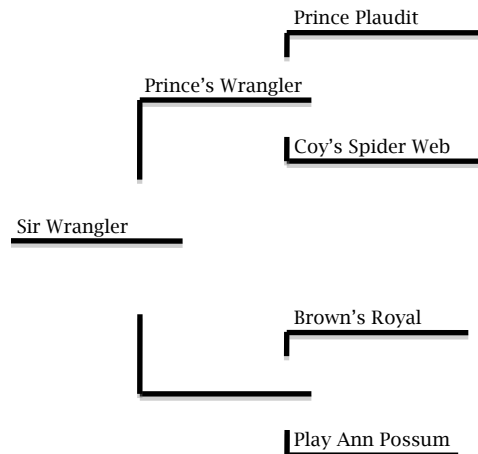 Prince Plaudit
Prince's Wrangler
Coy's Spider Web
Sir Wrangler
Brown's Royal
Play Ann Possum